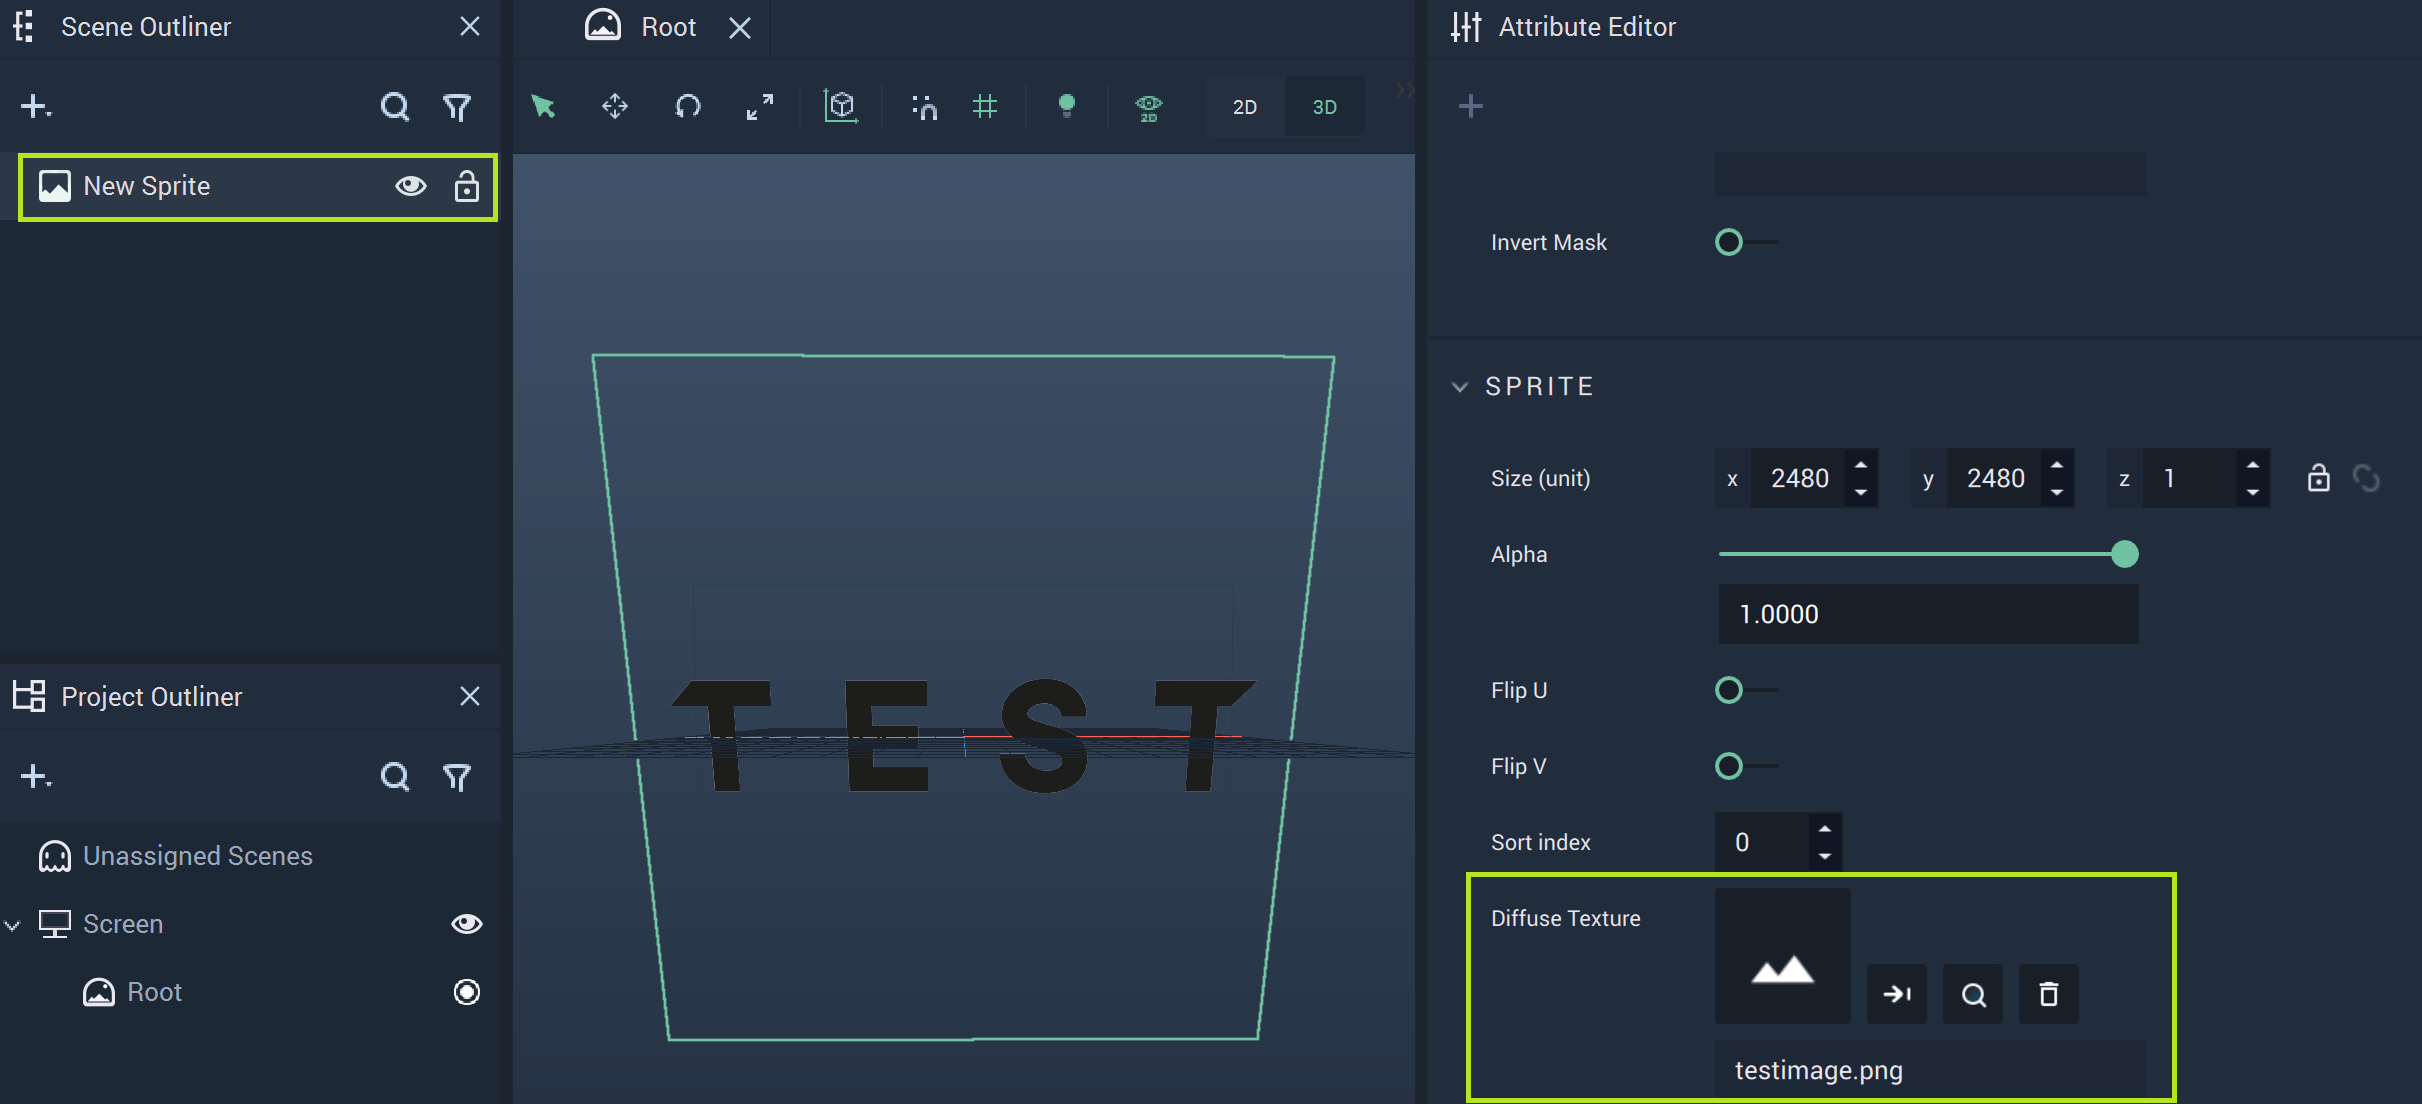 Scene Outliner
New Sprite
Project Outliner
Unassigned Scenes
Screen
Root
Root
2D
2D
3D
TEST
Attribute Editor
Invert Mask
SPRITE
Size (unit)
x 2480 y 2480 z 1
Alpha
1.0000
Flip U
Flip V
Sort index 0
Diffuse Texture
testimage.png